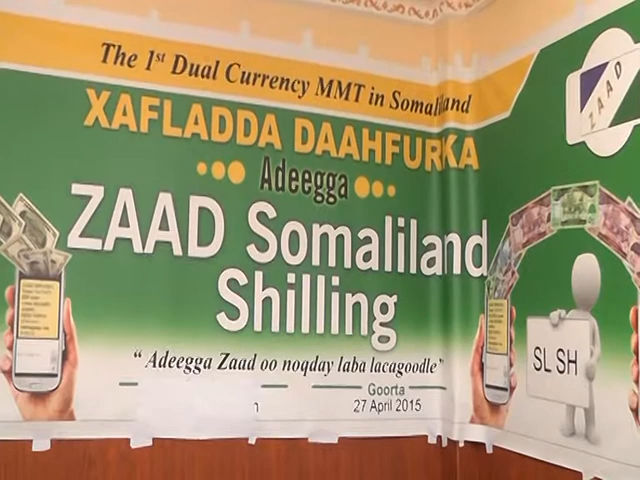 The 1st Dual Currency MMT in Somaliland
XAFLADDA DAAHFURKA
Adeegga
ZAAD Somaliland
Shilling
"Adeegga Zaad oo noqday laba lacagoodle"
Goorta
27 April 2015
ZAAD
SL SH